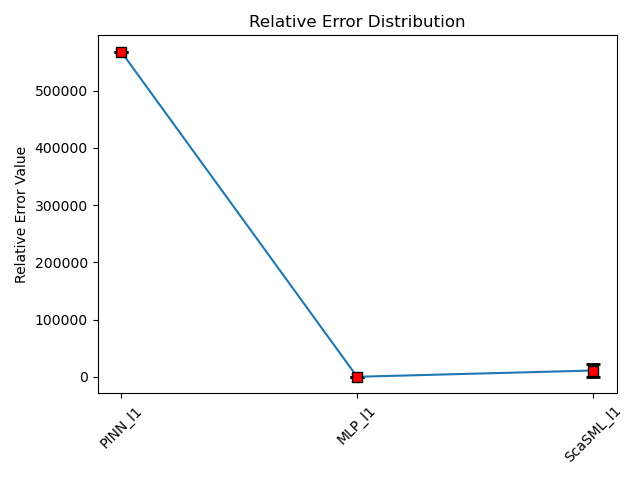 Relative Error Distribution
Relative Error Value
500000
400000
300000
200000
100000
0
PINN_l1
MLP_l1
ScaSML_l1